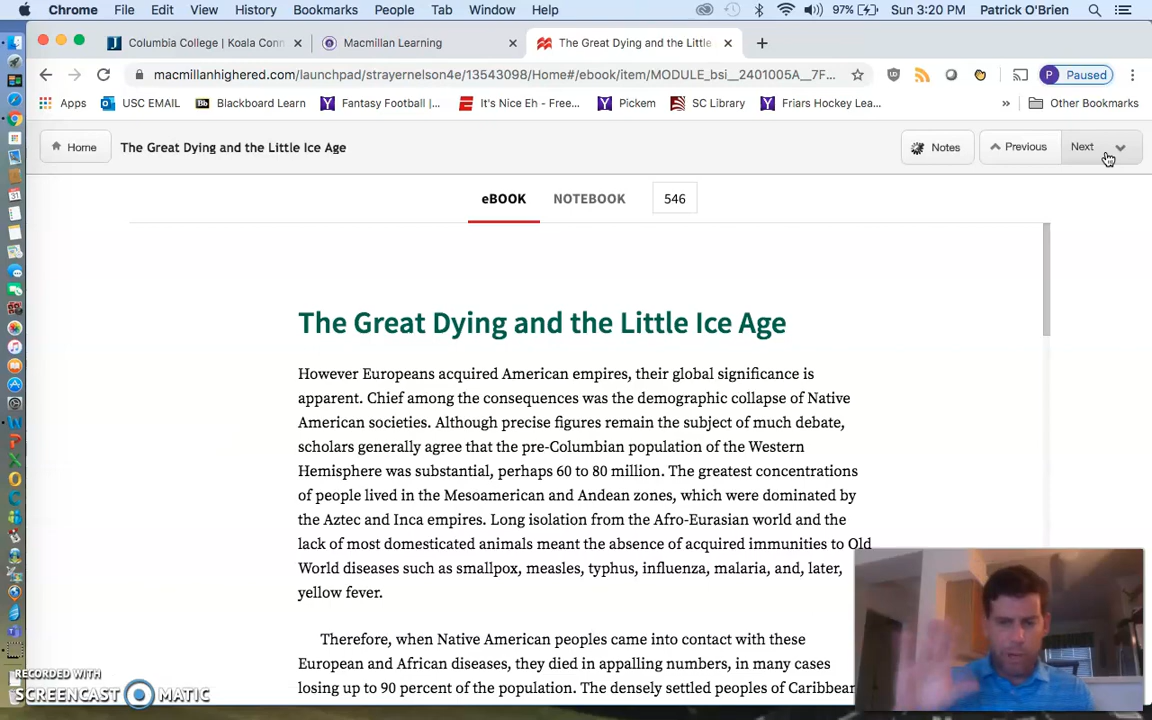 Chrome File Edit View History Bookmarks People Tab Window Help 97% Sun 3:20 PM Patrick O'Brien
Columbia College | Koala Conn Macmillan Learning The Great Dying and the Little
macmillanhighered.com/launchpad/strayernelson4e/13543098/Home#/ebook/item/MODULE_bsi__2401005A__7F... P Paused
Apps USC EMAIL Bb Blackboard Learn Fantasy Football |... It's Nice Eh - Free... Pickem SC Library Friars Hockey Lea... » Other Bookmarks
Home The Great Dying and the Little Ice Age Notes Previous Next
eBOOK NOTEBOOK 546
The Great Dying and the Little Ice Age
However Europeans acquired American empires, their global significance is
apparent. Chief among the consequences was the demographic collapse of Native
American societies. Although precise figures remain the subject of much debate,
scholars generally agree that the pre-Columbian population of the Western
Hemisphere was substantial, perhaps 60 to 80 million. The greatest concentrations
of people lived in the Mesoamerican and Andean zones, which were dominated by
the Aztec and Inca empires. Long isolation from the Afro-Eurasian world and the
lack of most domesticated animals meant the absence of acquired immunities to Old
World diseases such as smallpox, measles, typhus, influenza, malaria, and, later,
yellow fever.
Therefore, when Native American peoples came into contact with these
European and African diseases, they died in appalling numbers, in many cases
losing up to 90 percent of the population. The densely settled peoples of Caribbean
RECORDED WITH
SCREENCAST MATIC